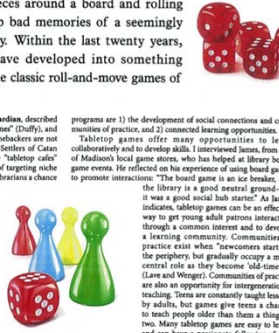 eces around a board and rolling
p bad memories of a seemingly
y. Within the last twenty years,
ave developed into something
e classic roll-and-move games of
ardian, described
nes" (Duffy), and
nebackers are not
Settlers of Catan
"tabletop cafes"
of targeting niche
brarians a chance
programs are 1) the development of social connections and c
munities of practice, and 2) connected learning opportunities.
Tabletop games offer many opportunities to le
collaboratively and to develop skills. I interviewed James, from
of Madison's local game stores, who has helped at library bo
game events. He reflected on his experience of using board ga
to promote interactions: "The board game is an ice breaker,
the library is a good neutral ground-
it was a good social hub starter." As Ja
indicates, tabletop games can be an effec
way to get young adult patrons interact
through a common interest and to deve
a learning community. Communities
practice exist when "newcomers start
the periphery, but gradually occupy a m
central role as they become 'old-time
(Lave and Wenger). Communities of prac
are also an opportunity for intergeneratio
teaching. Teens are constantly taught less
by adults, but games give teens a chan
to teach people older than them a thin
two. Many tabletop games are easy to l